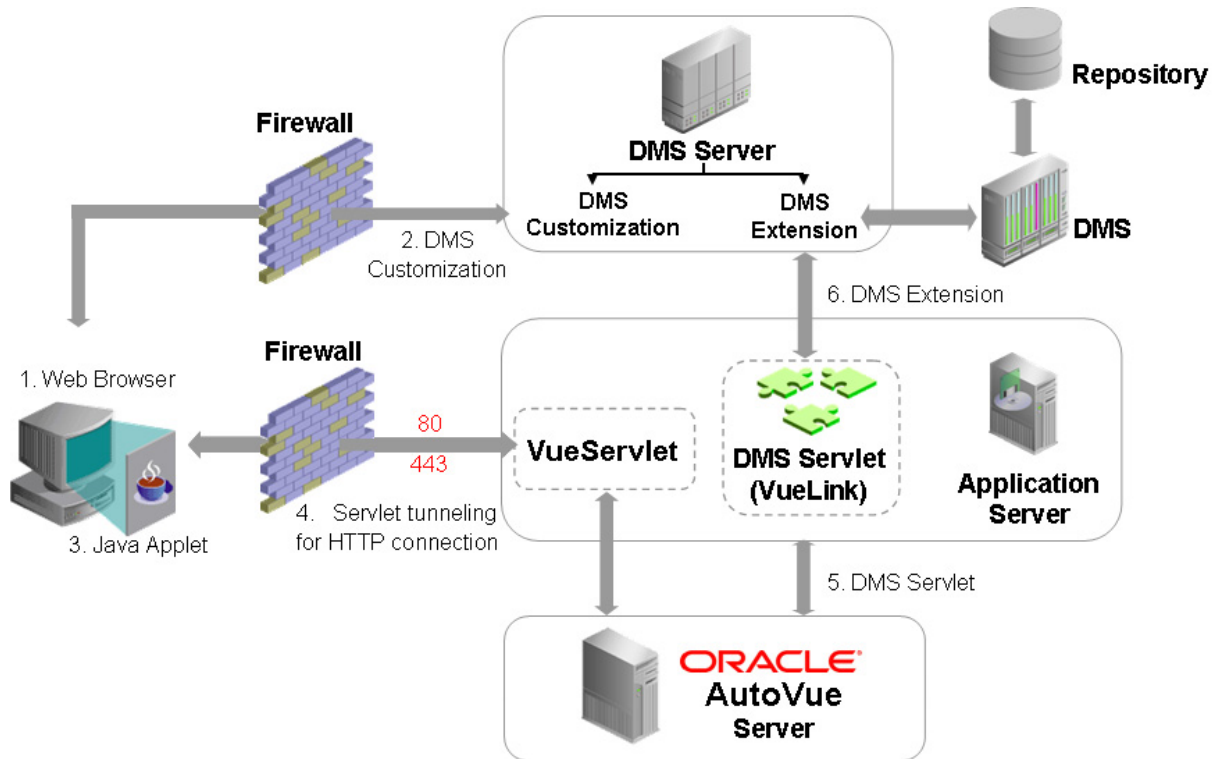 Repository
Firewall
DMS Server
DMS
Customization
DMS
Extension
DMS
2. DMS
Customization
6. DMS Extension
Firewall
1. Web Browser
80
443
VueServlet
DMS Servlet
(VueLink)
Application
Server
3. Java Applet
4. Servlet tunneling
for HTTP connection
5. DMS Servlet
ORACLE®
AutoVue
Server